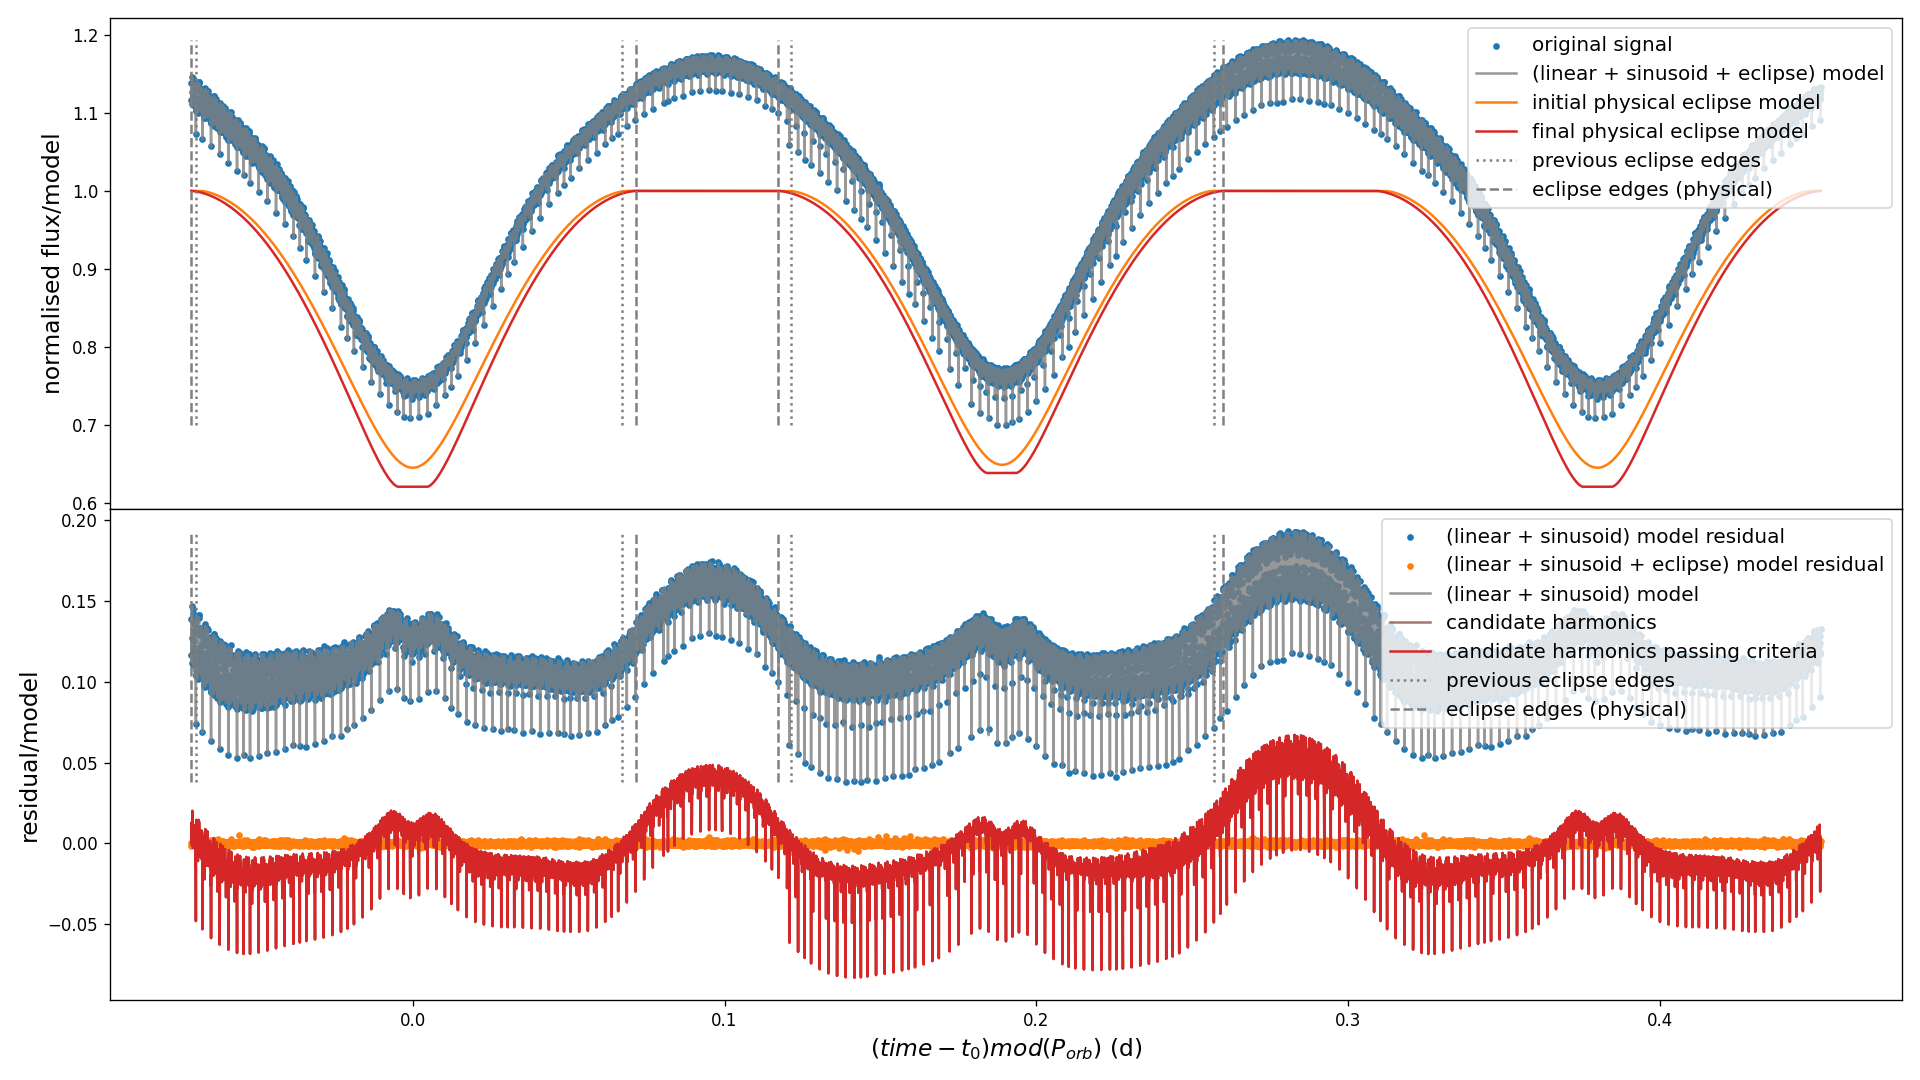 normalised flux/model
1.2
1.1
1.0
0.9
0.8
0.7
0.6
original signal
(linear + sinusoid + eclipse) model
initial physical eclipse model
final physical eclipse model
previous eclipse edges
eclipse edges (physical)
residual/model
0.20
0.15
0.10
0.05
0.00
−0.05
(linear + sinusoid) model residual
(linear + sinusoid + eclipse) model residual
(linear + sinusoid) model
candidate harmonics
candidate harmonics passing criteria
previous eclipse edges
eclipse edges (physical)
0.0 0.1 0.2 0.3 0.4
(time − t₀)mod(P_orb) (d)